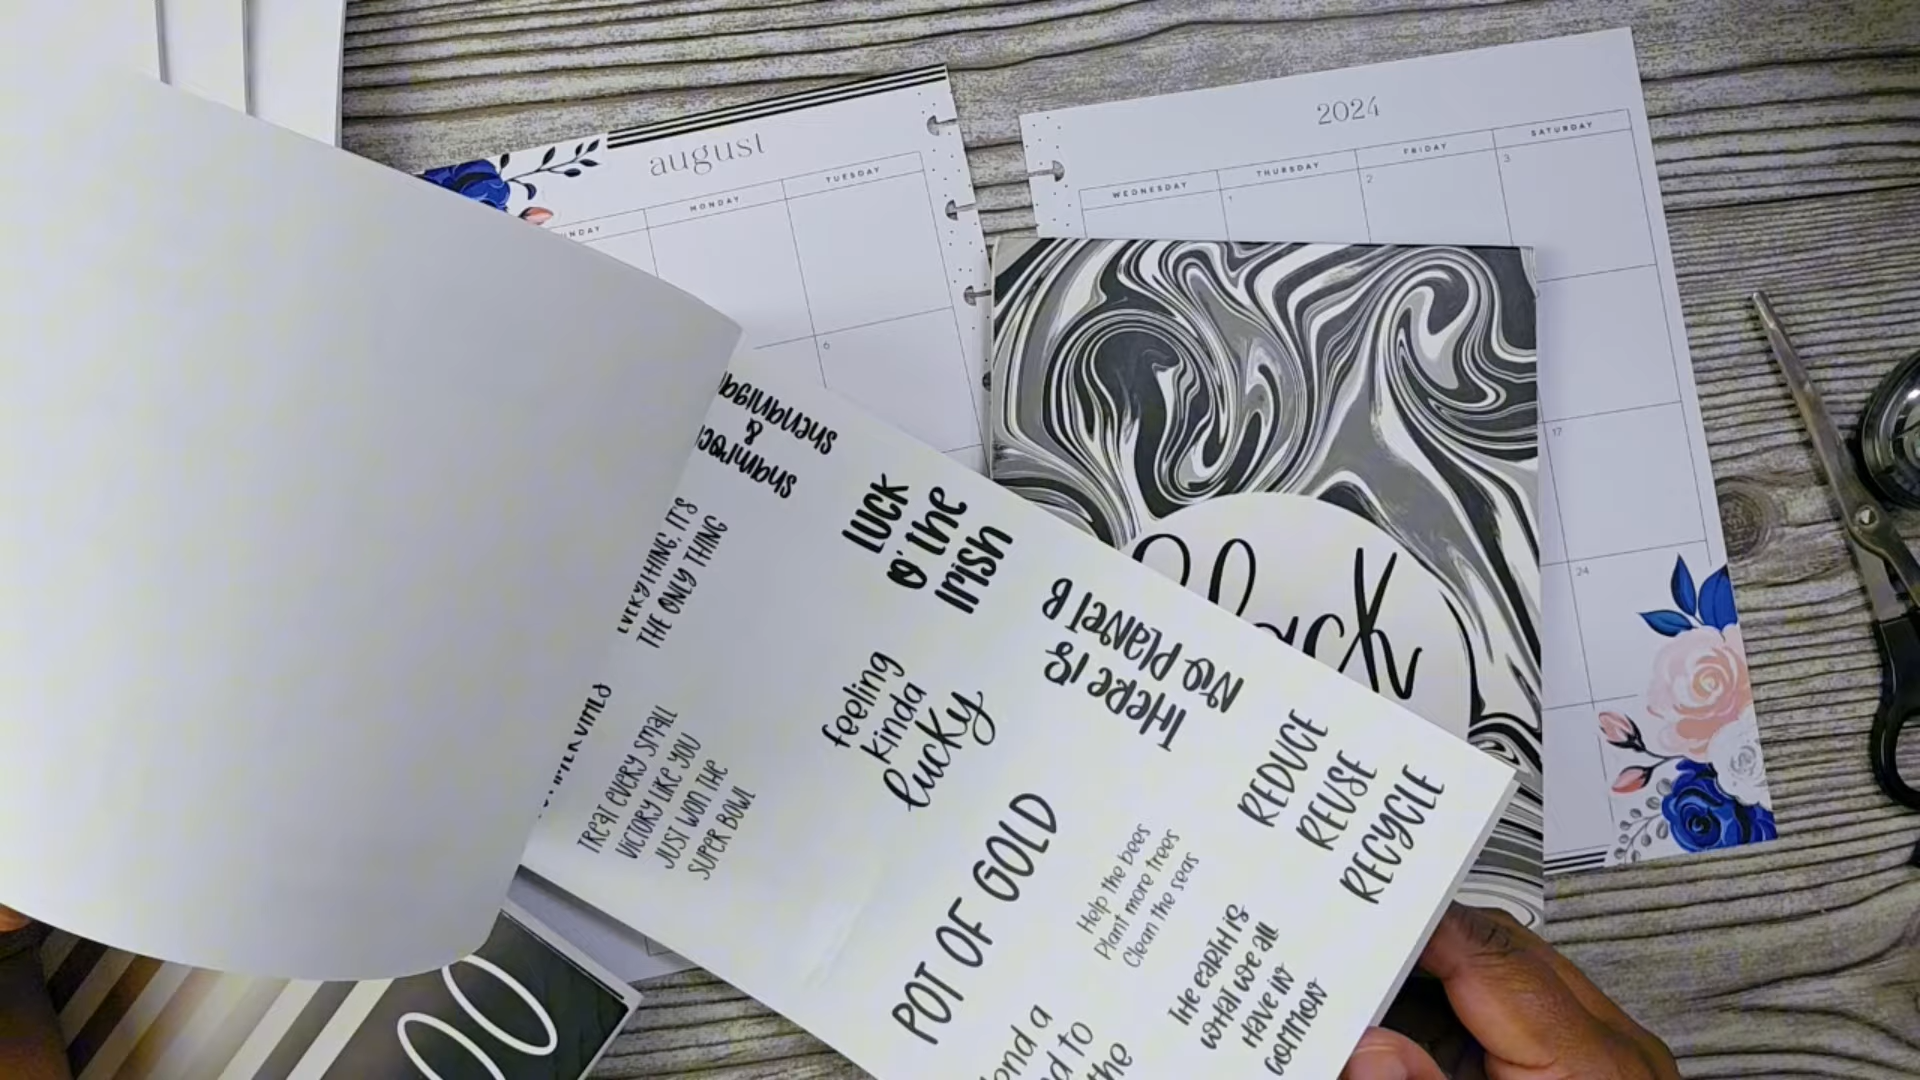 august
2024
MONDAY
TUESDAY
WEDNESDAY
THURSDAY
FRIDAY
SATURDAY
1
2
3
6
17
24
&
LUCK
O' the
Irish
EVERYTHING, IT'S
THE ONLY THING
There is
No Planet B
feeling
kinda
lucky
TREAT EVERY SMALL
VICTORY LIKE YOU
JUST WON THE
SUPER BOWL
REDUCE
REUSE
RECYCLE
POT OF GOLD
Help the bees
Plant more trees
Clean the seas
THE EARTH IS
WHAT WE all
HAVE IN
COMMON